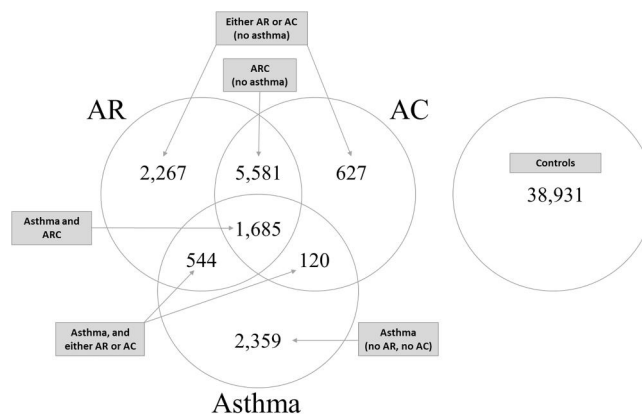 Either AR or AC
(no asthma)
ARC
(no asthma)
AR
AC
2,267
5,581
627
Controls
38,931
Asthma and
ARC
1,685
544
120
Asthma, and
either AR or AC
2,359
Asthma
(no AR, no AC)
Asthma